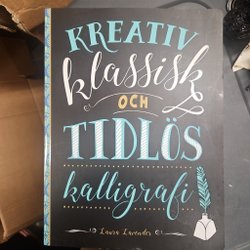 KREATIV
klassisk
OCH
TIDLÖS
kalligrafi
Laura Lavender